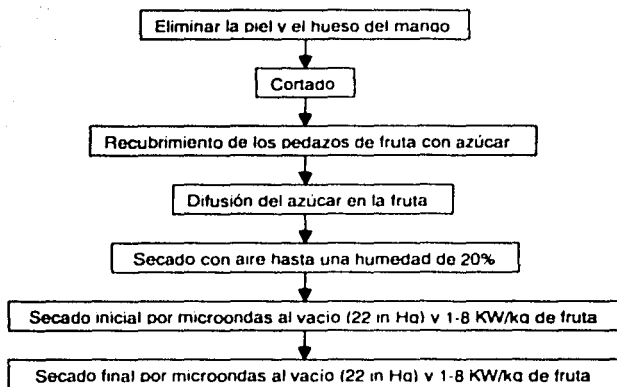 Eliminar la piel y el hueso del mango
Cortado
Recubrimiento de los pedazos de fruta con azúcar
Difusión del azúcar en la fruta
Secado con aire hasta una humedad de 20%
Secado inicial por microondas al vacio (22 in Hg) y 1-8 KW/kg de fruta
Secado final por microondas al vacio (22 in Hg) y 1-8 KW/kg de fruta